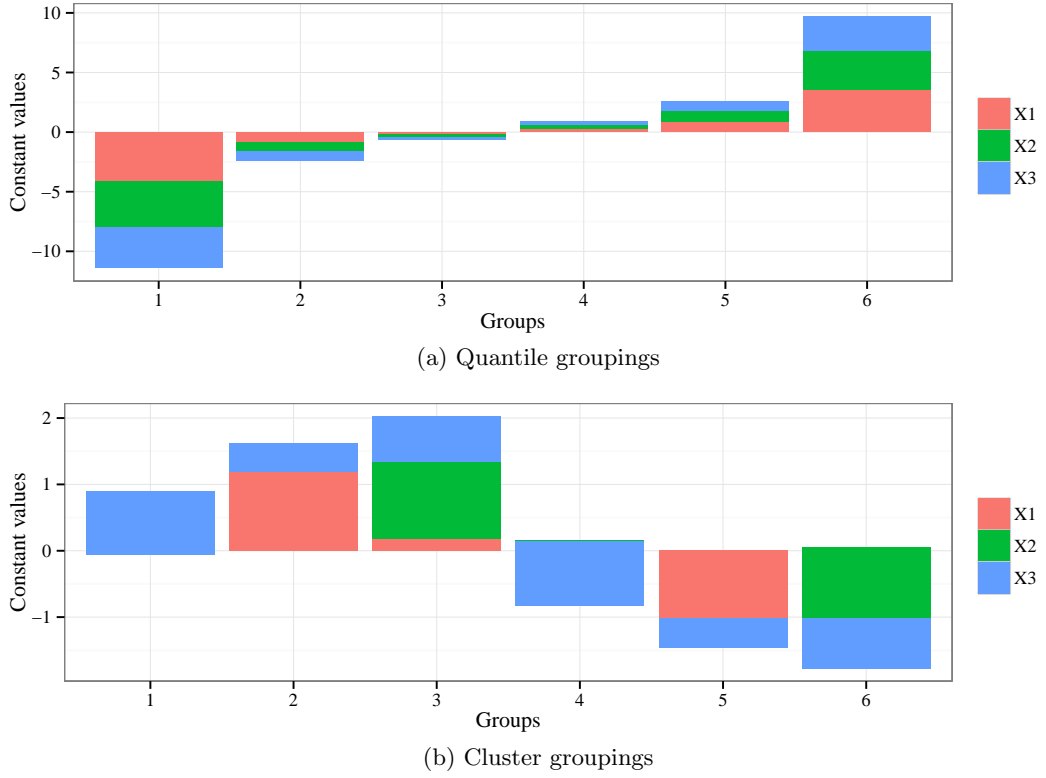 10
5
0
−5
−10
Constant values
1 2 3 4 5 6
Groups
X1
X2
X3
(a) Quantile groupings
2
1
0
−1
Constant values
1 2 3 4 5 6
Groups
X1
X2
X3
(b) Cluster groupings